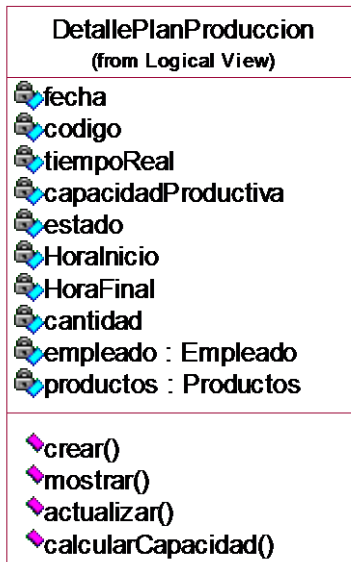 DetallePlanProduccion
(from Logical View)
fecha
codigo
tiempoReal
capacidadProductiva
estado
HoraInicio
HoraFinal
cantidad
empleado : Empleado
productos : Productos
crear()
mostrar()
actualizar()
calcularCapacidad()